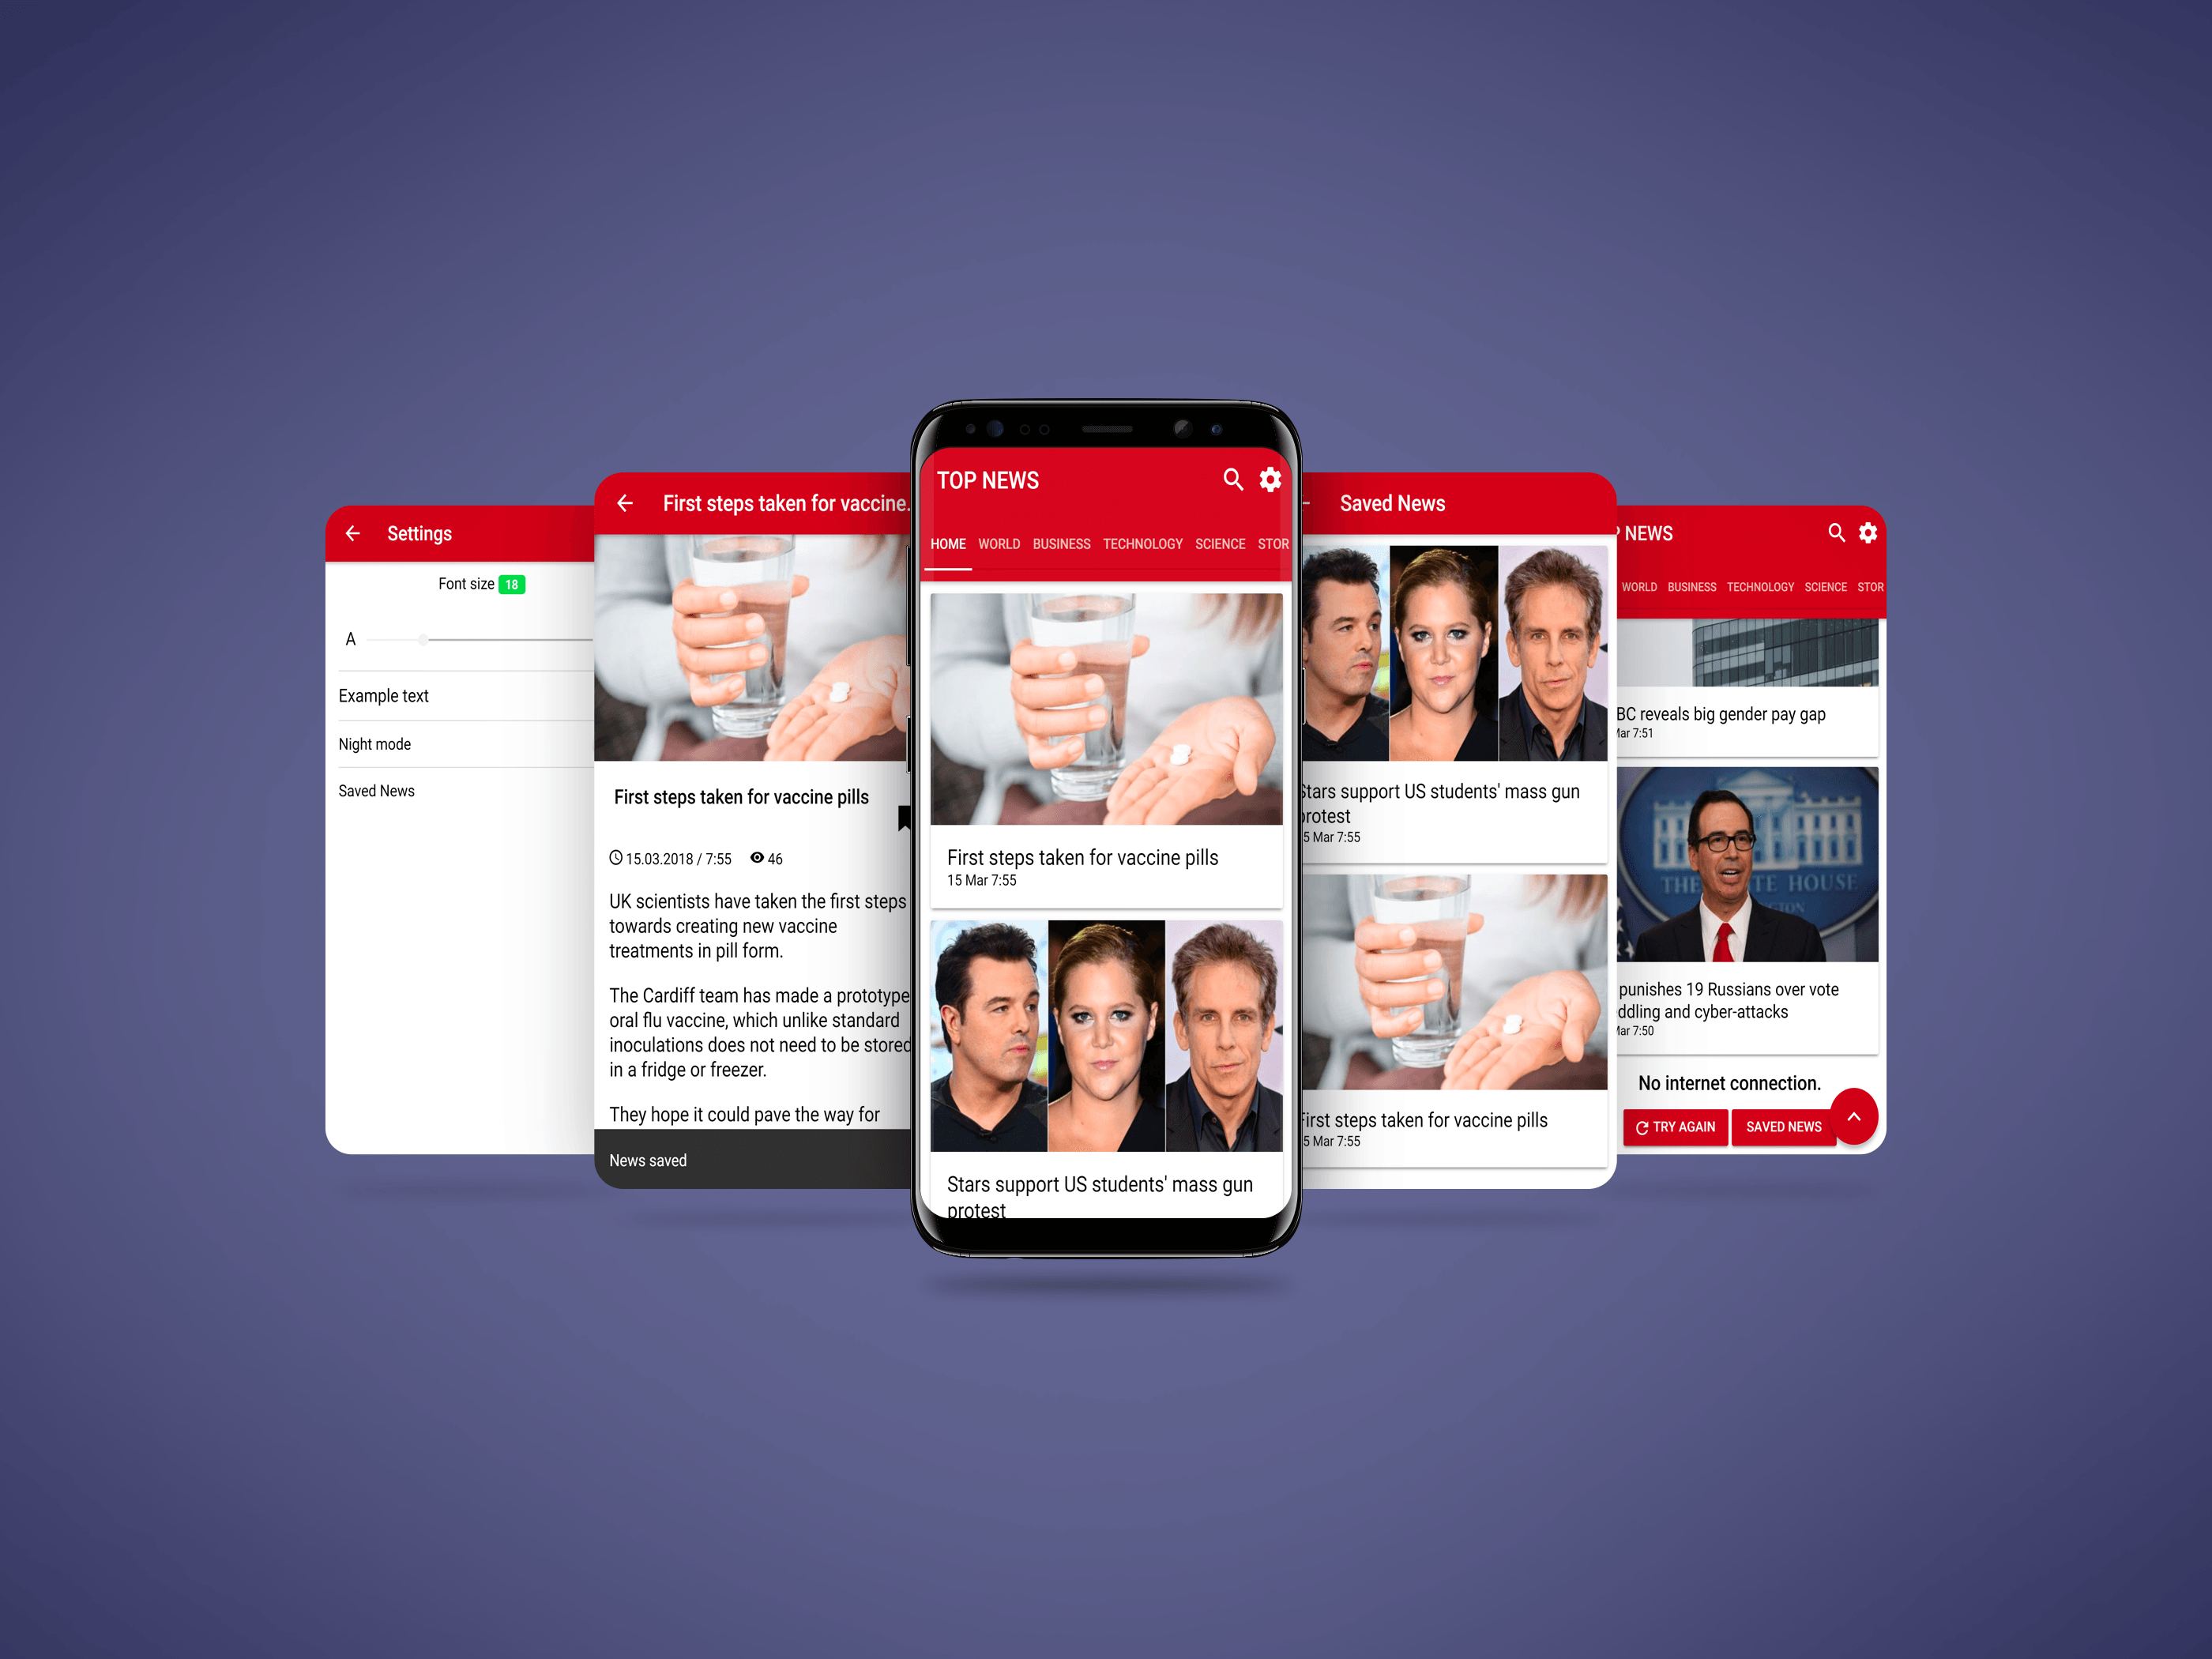 Settings
Font size 18
A
Example text
Night mode
Saved News
First steps taken for vaccine.
First steps taken for vaccine pills
15.03.2018 / 7:55 46
UK scientists have taken the first steps
towards creating new vaccine
treatments in pill form.
The Cardiff team has made a prototype
oral flu vaccine, which unlike standard
inoculations does not need to be stored
in a fridge or freezer.
They hope it could pave the way for
News saved
TOP NEWS
HOME WORLD BUSINESS TECHNOLOGY SCIENCE STOR
First steps taken for vaccine pills
15 Mar 7:55
Stars support US students' mass gun
protest
Saved News
Stars support US students' mass gun
protest
5 Mar 7:55
First steps taken for vaccine pills
5 Mar 7:55
P NEWS
WORLD BUSINESS TECHNOLOGY SCIENCE STOR
BC reveals big gender pay gap
Mar 7:51
THE WHITE HOUSE
punishes 19 Russians over vote
ddling and cyber-attacks
Mar 7:50
No internet connection.
TRY AGAIN SAVED NEWS